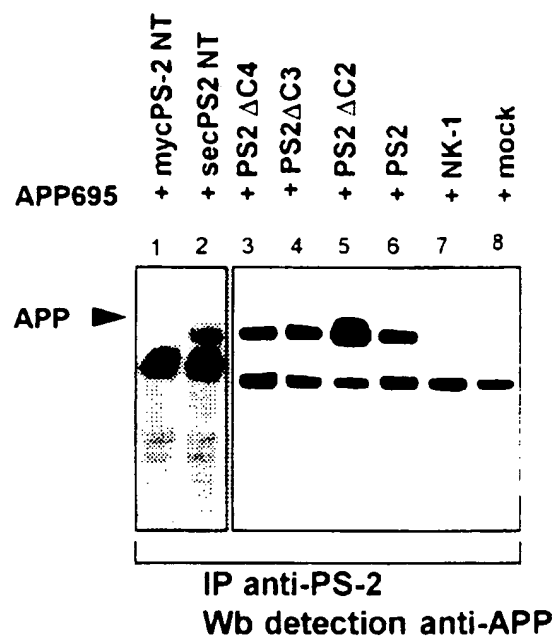 + mycPS-2 NT
+ secPS2 NT
+ PS2 ΔC4
+ PS2ΔC3
+ PS2 ΔC2
+ PS2
+ NK-1
+ mock
APP695
1 2 3 4 5 6 7 8
APP
IP anti-PS-2
Wb detection anti-APP